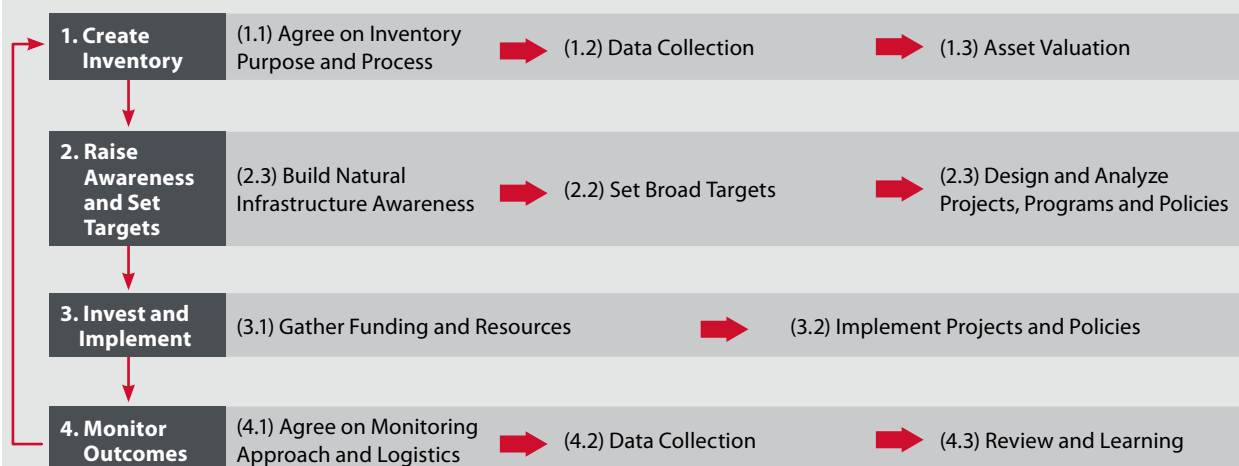 1. Create
Inventory
(1.1) Agree on Inventory
Purpose and Process
(1.2) Data Collection
(1.3) Asset Valuation
2. Raise
Awareness
and Set
Targets
(2.3) Build Natural
Infrastructure Awareness
(2.2) Set Broad Targets
(2.3) Design and Analyze
Projects, Programs and Policies
3. Invest and
Implement
(3.1) Gather Funding and Resources
(3.2) Implement Projects and Policies
4. Monitor
Outcomes
(4.1) Agree on Monitoring
Approach and Logistics
(4.2) Data Collection
(4.3) Review and Learning